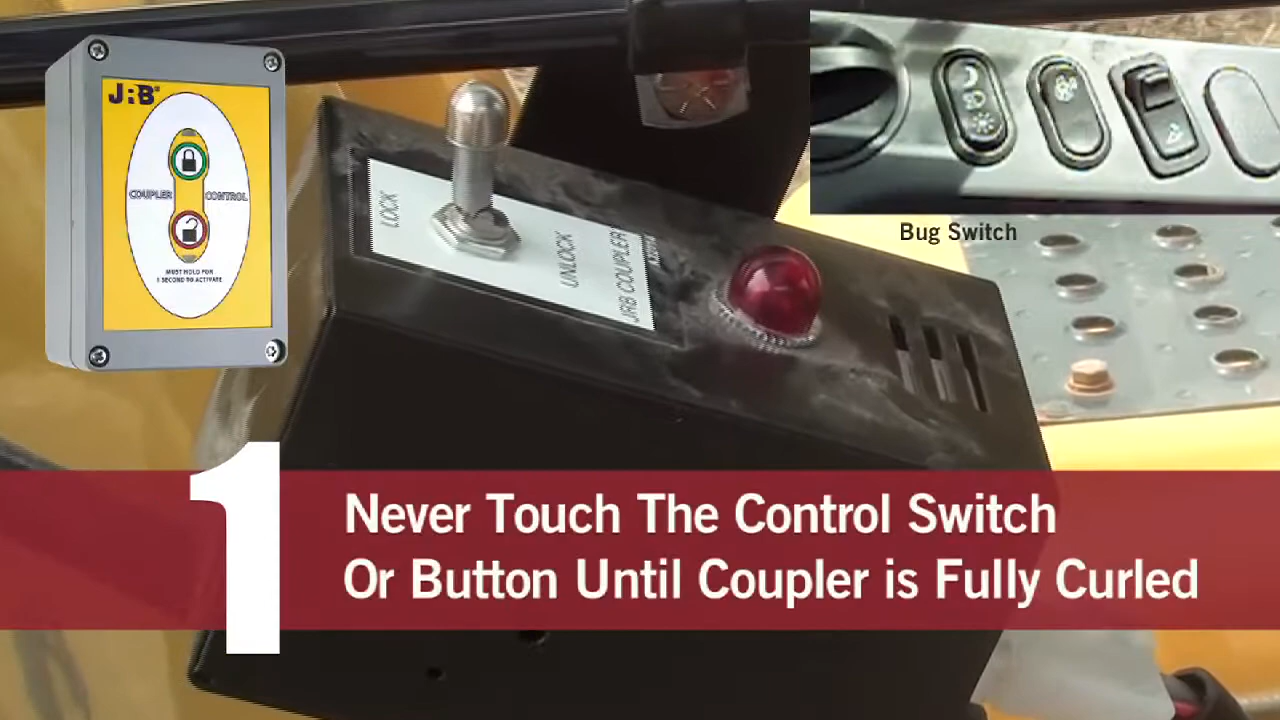 JRB
COUPLER CONTROL
MUST HOLD FOR
1 SECOND TO ACTIVATE
LOCK
UNLOCK
JRB COUPLER
Bug Switch
1
Never Touch The Control Switch
Or Button Until Coupler is Fully Curled